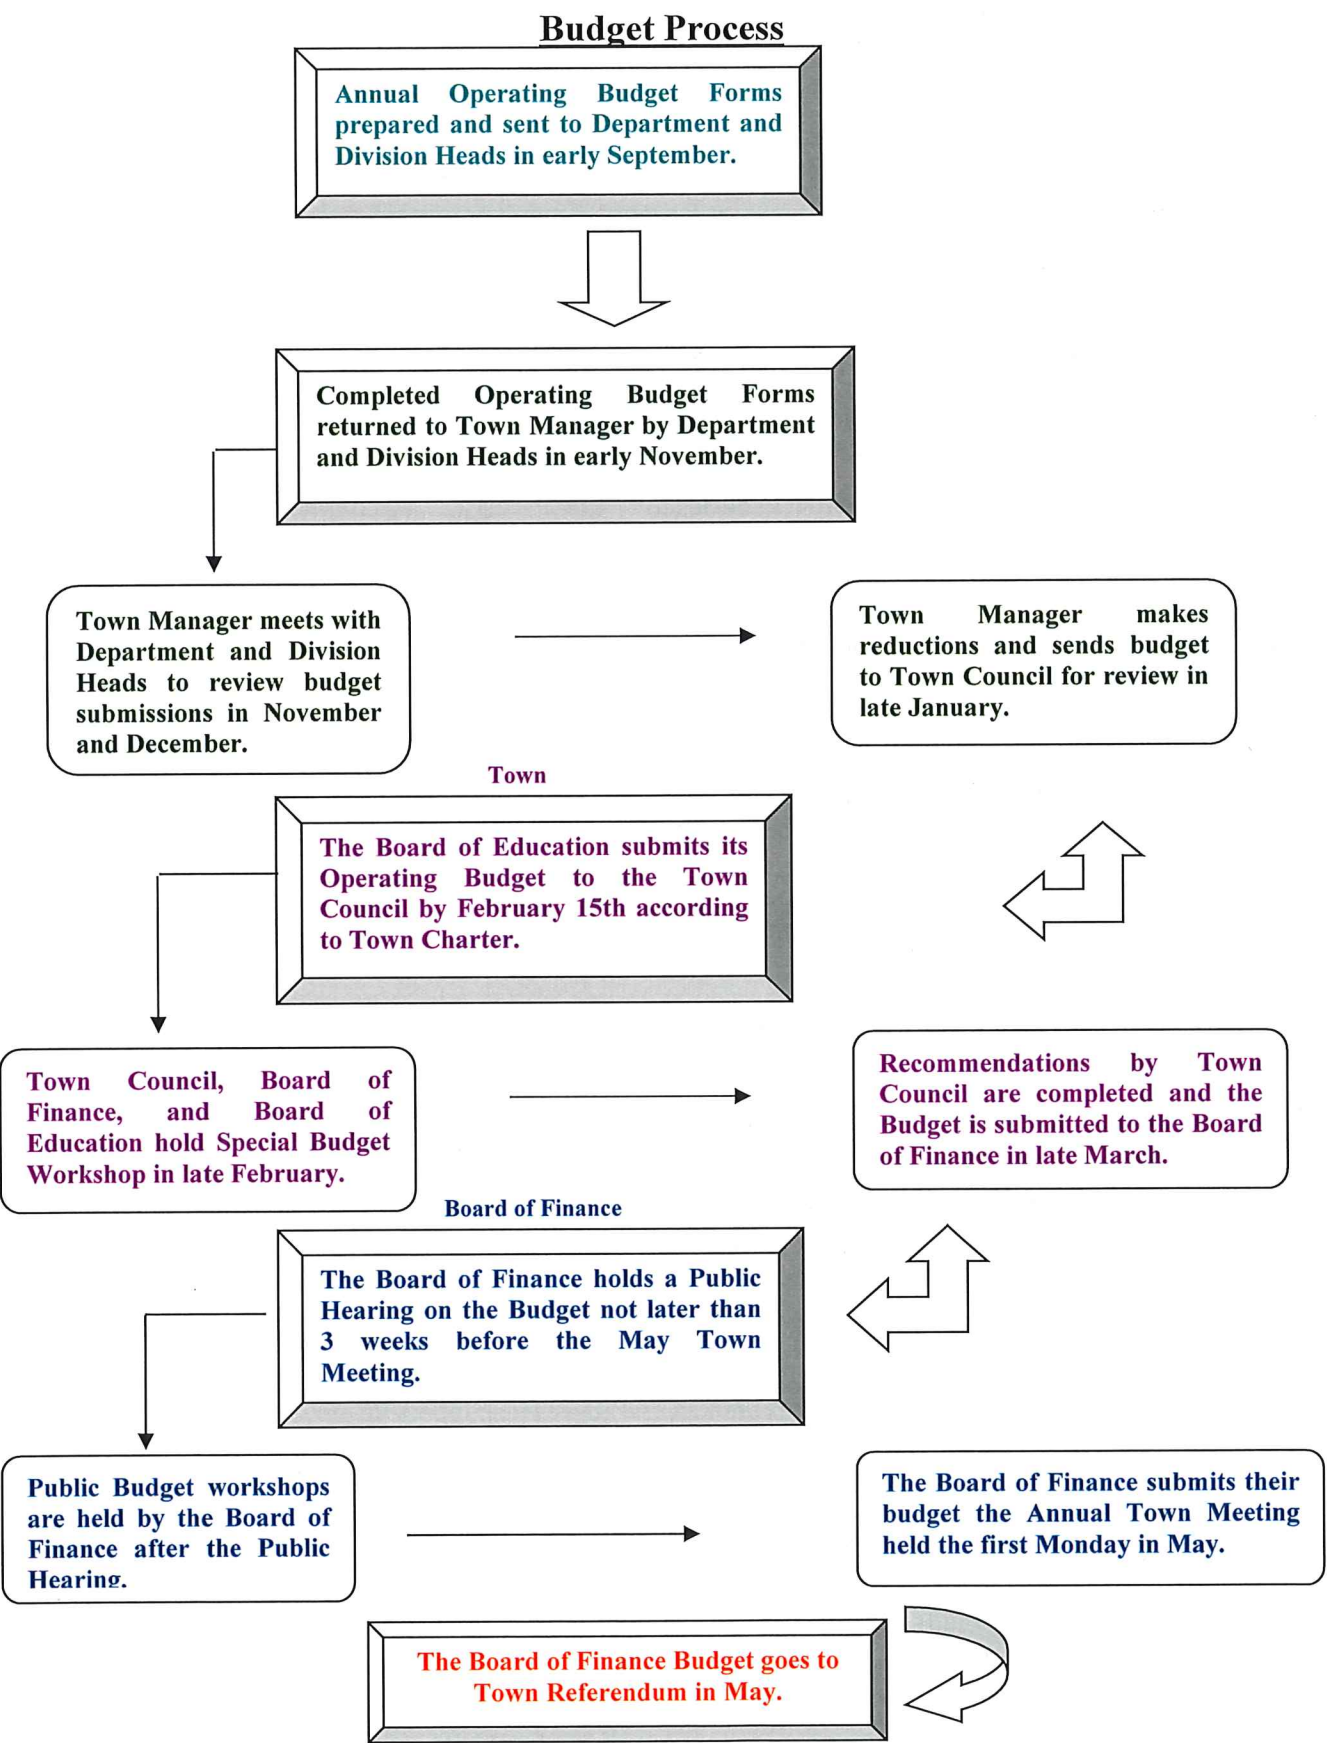 Budget Process
Annual Operating Budget Forms
prepared and sent to Department and
Division Heads in early September.
Completed Operating Budget Forms
returned to Town Manager by Department
and Division Heads in early November.
Town Manager meets with
Department and Division
Heads to review budget
submissions in November
and December.
Town Manager makes
reductions and sends budget
to Town Council for review in
late January.
Town
The Board of Education submits its
Operating Budget to the Town
Council by February 15th according
to Town Charter.
Town Council, Board of
Finance, and Board of
Education hold Special Budget
Workshop in late February.
Recommendations by Town
Council are completed and the
Budget is submitted to the Board
of Finance in late March.
Board of Finance
The Board of Finance holds a Public
Hearing on the Budget not later than
3 weeks before the May Town
Meeting.
Public Budget workshops
are held by the Board of
Finance after the Public
Hearing.
The Board of Finance submits their
budget the Annual Town Meeting
held the first Monday in May.
The Board of Finance Budget goes to
Town Referendum in May.